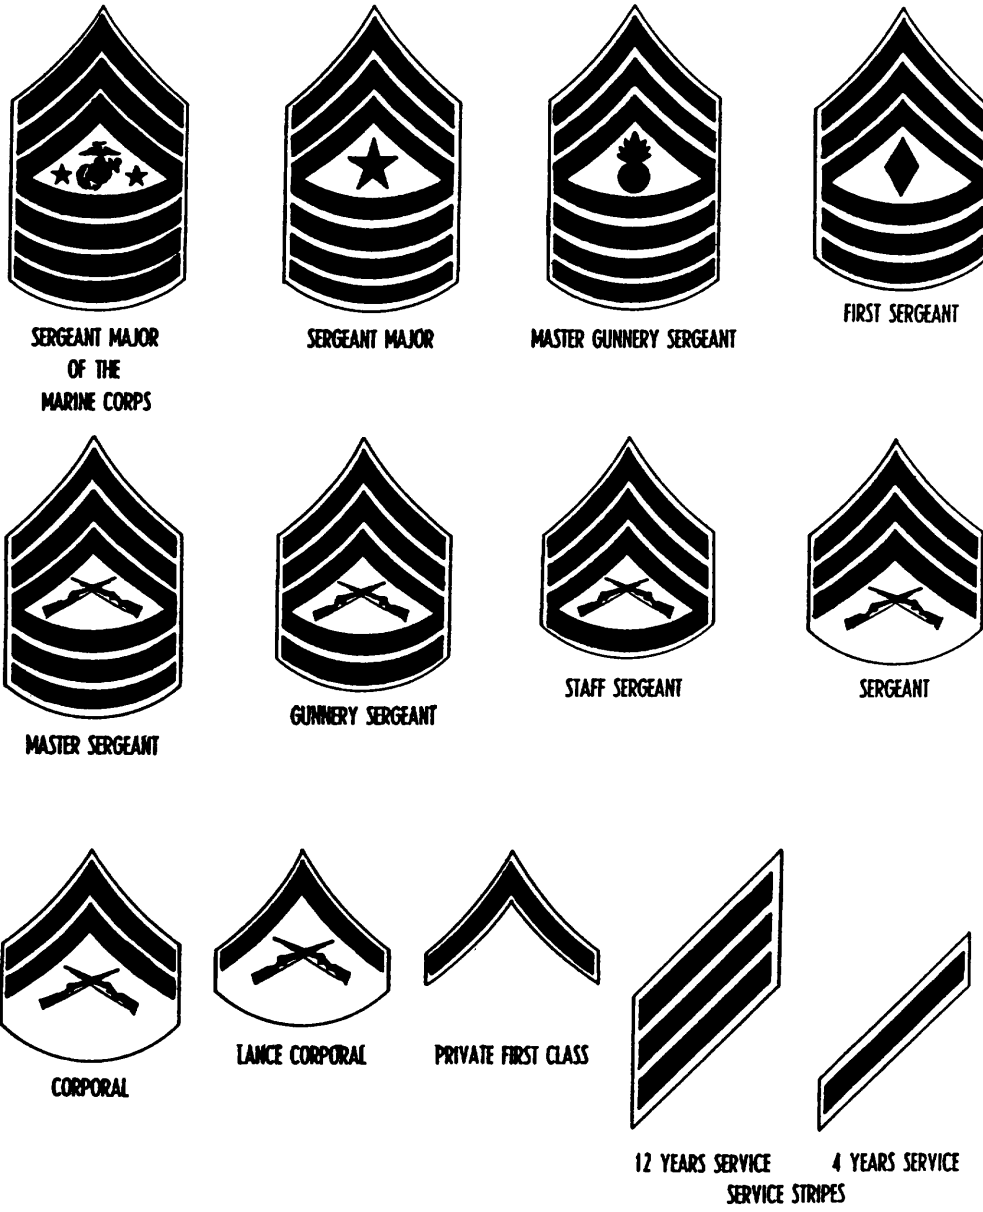 SERGEANT MAJOR
OF THE
MARINE CORPS
SERGEANT MAJOR
MASTER GUNNERY SERGEANT
FIRST SERGEANT
MASTER SERGEANT
GUNNERY SERGEANT
STAFF SERGEANT
SERGEANT
CORPORAL
LANCE CORPORAL
PRIVATE FIRST CLASS
12 YEARS SERVICE
4 YEARS SERVICE
SERVICE STRIPES